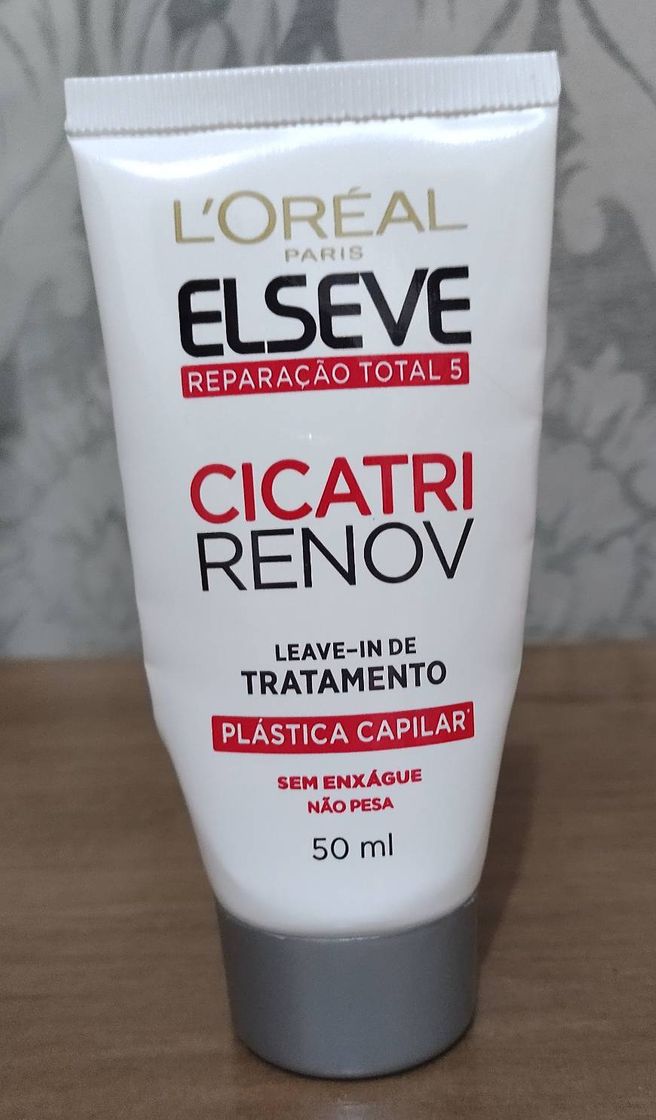 L'ORÉAL
PARIS
ELSEVE
REPARAÇÃO TOTAL 5
CICATRI
RENOV
LEAVE-IN DE
TRATAMENTO
PLÁSTICA CAPILAR*
SEM ENXÁGUE
NÃO PESA
50 ml